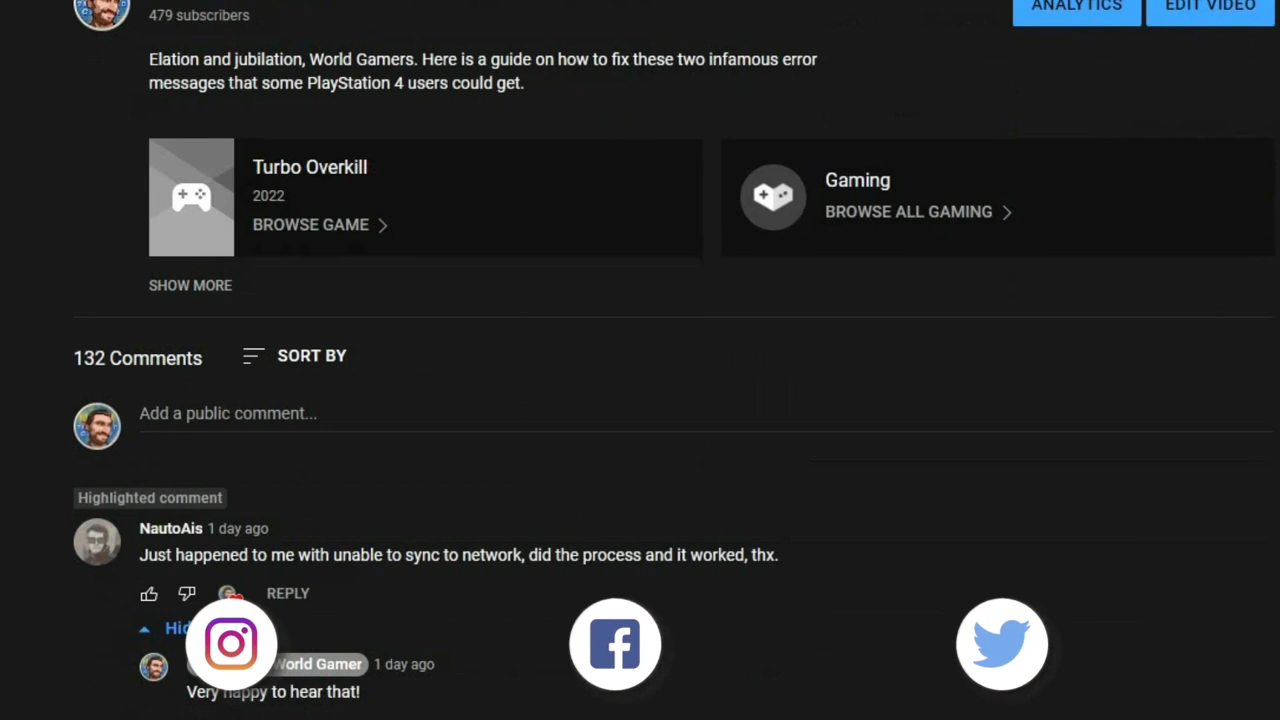 479 subscribers
ANALYTICS
EDIT VIDEO
Elation and jubilation, World Gamers. Here is a guide on how to fix these two infamous error
messages that some PlayStation 4 users could get.
Turbo Overkill
2022
BROWSE GAME
Gaming
BROWSE ALL GAMING
SHOW MORE
132 Comments
SORT BY
Add a public comment...
Highlighted comment
NautoAis 1 day ago
Just happened to me with unable to sync to network, did the process and it worked, thx.
REPLY
World Gamer 1 day ago
Very happy to hear that!